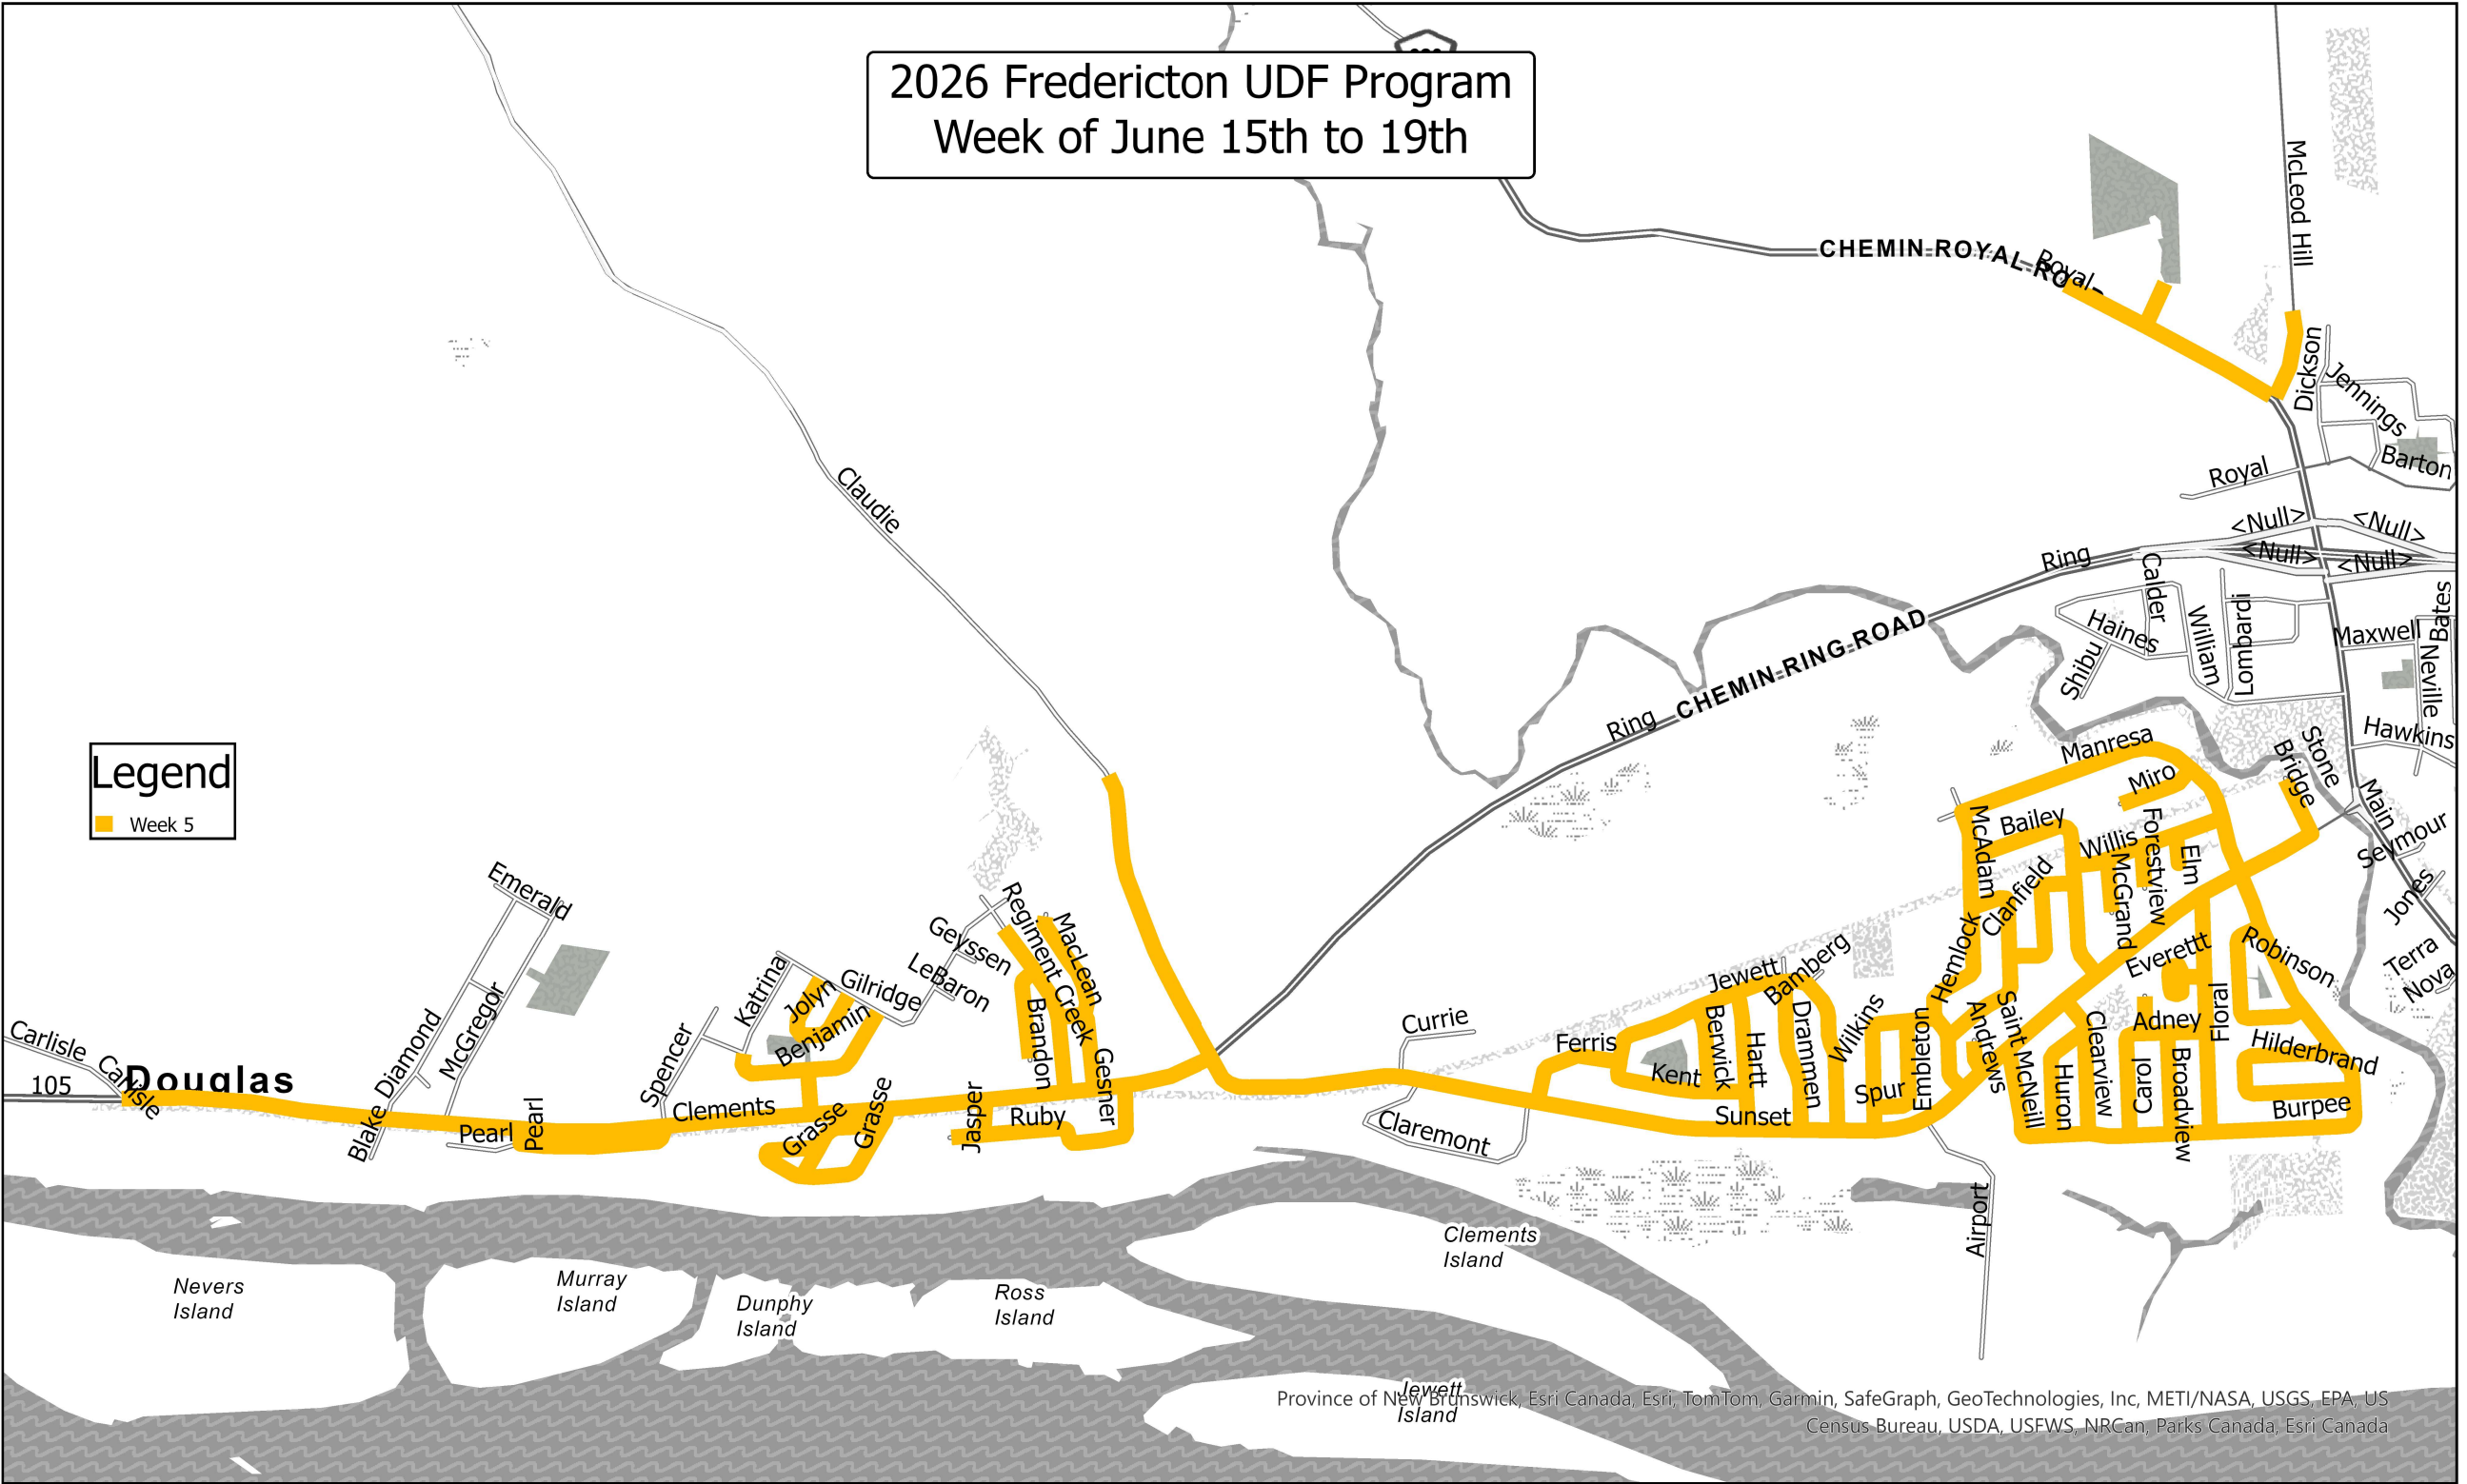 2026 Fredericton UDF Program
Week of June 15th to 19th
McLeod Hill
CHEMIN ROYAL ROAD
Royal
Dickson
Jennings
Barton
Royal
<Null>
<Null>
<Null>
<Null>
Claudie
Ring
Calder
Haines
Shibu
William
Lombardi
Maxwell
Bates
Neville
Hawkins
CHEMIN RING ROAD
Ring
Legend
Week 5
Manresa
Miro
Stone
Bridge
Main
Seymour
Jones
Terra
Nova
McAdam
Bailey
Willis
Forestview
Elm
McGrand
Clanfield
Hemlock
Everettt
Robinson
Floral
Emerald
Diamond
McGregor
Blake
Carlisle
Carlisle
105
Douglas
Pearl
Pearl
Spencer
Katrina
Jolyn
Gilridge
Benjamin
LeBaron
Geyssen
Regiment Creek
MacLean
Brandon
Gesner
Clements
Grasse
Grasse
Jasper
Ruby
Currie
Claremont
Ferris
Kent
Jewett
Bamberg
Berwick
Hartt
Drammen
Wilkins
Spur
Empleton
Sunset
Andrews
Saint
McNeill
Huron
Clearview
Adney
Carol
Broadview
Hilderbrand
Burpee
Airport
Nevers
Island
Murray
Island
Dunphy
Island
Ross
Island
Clements
Island
Jewett
Island
Province of New Brunswick, Esri Canada, Esri, TomTom, Garmin, SafeGraph, GeoTechnologies, Inc, METI/NASA, USGS, EPA, US
Census Bureau, USDA, USFWS, NRCan, Parks Canada, Esri Canada